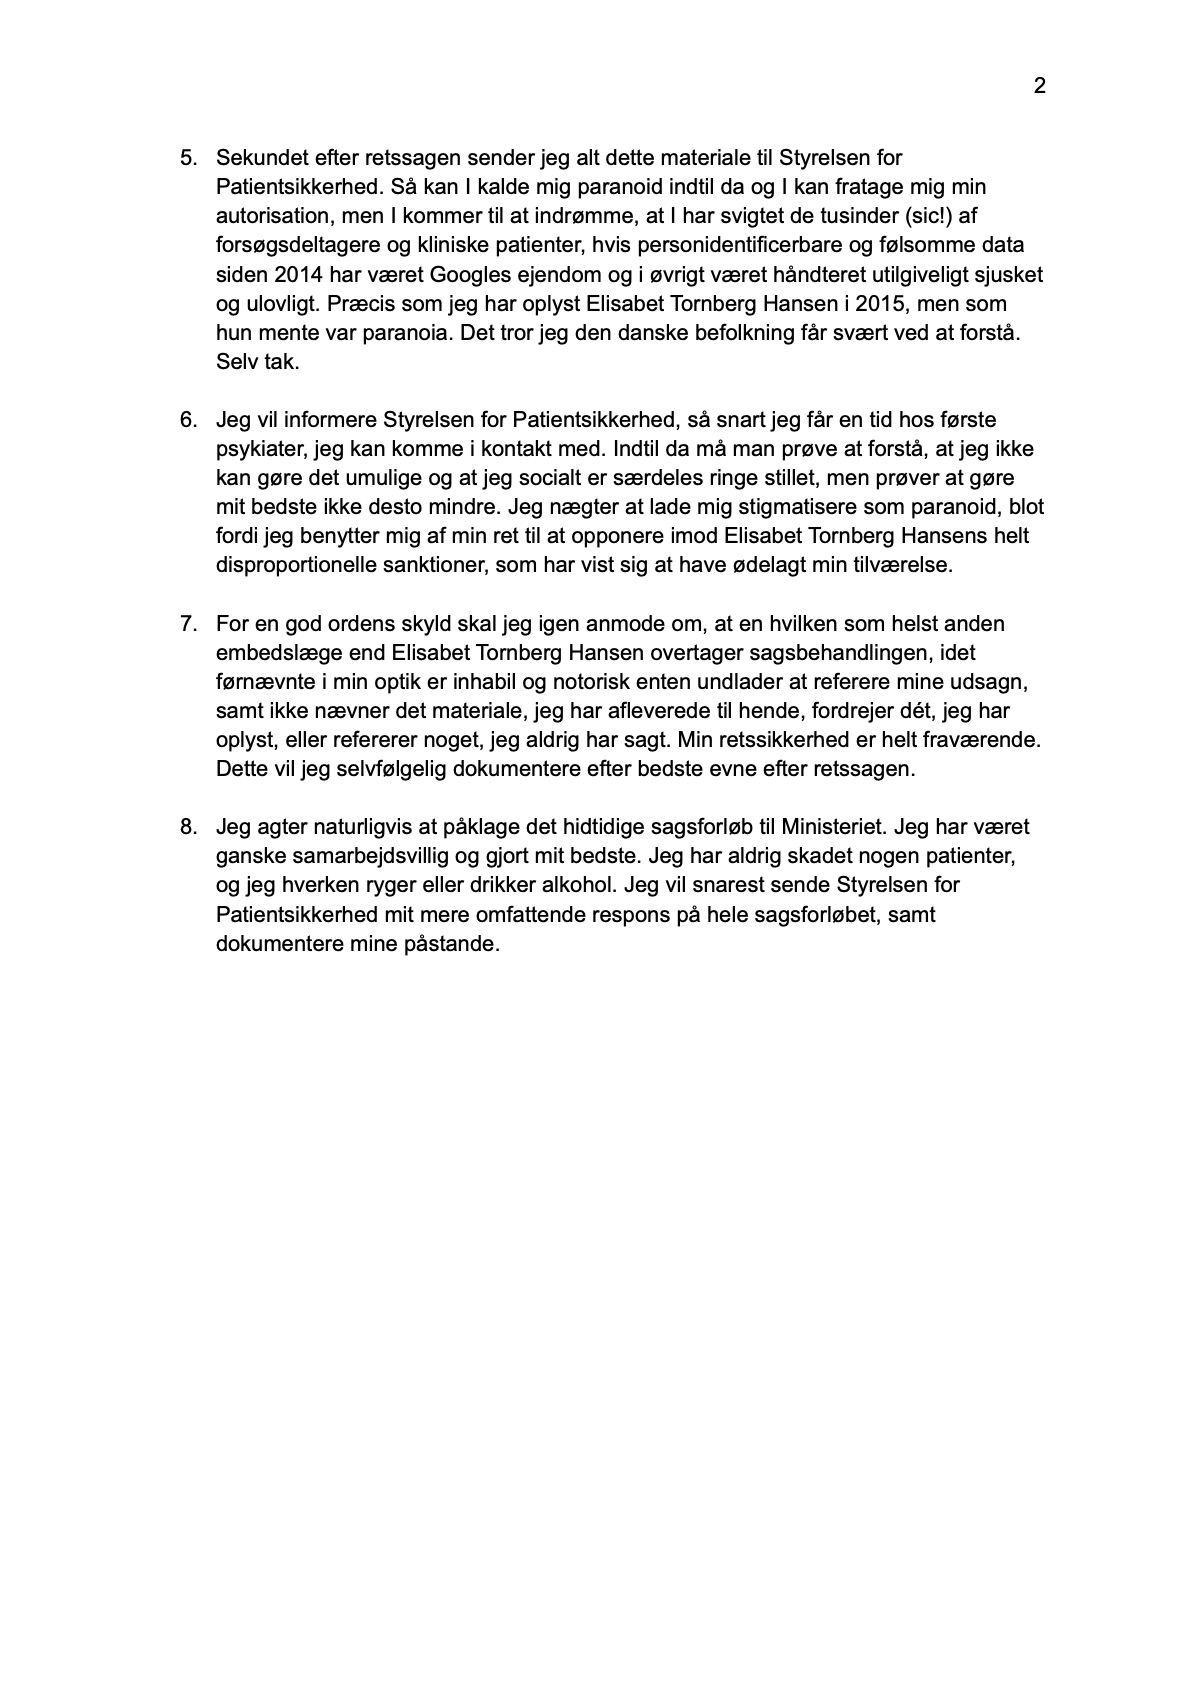 2
5. Sekundet efter retssagen sender jeg alt dette materiale til Styrelsen for
Patientsikkerhed. Så kan I kalde mig paranoid indtil da og I kan fratage mig min
autorisation, men I kommer til at indrømme, at I har svigtet de tusinder (sic!) af
forsøgsdeltagere og kliniske patienter, hvis personidentificerbare og følsomme data
siden 2014 har været Googles ejendom og i øvrigt været håndteret utilgiveligt sjusket
og ulovligt. Præcis som jeg har oplyst Elisabet Tornberg Hansen i 2015, men som
hun mente var paranoia. Det tror jeg den danske befolkning får svært ved at forstå.
Selv tak.
6. Jeg vil informere Styrelsen for Patientsikkerhed, så snart jeg får en tid hos første
psykiater, jeg kan komme i kontakt med. Indtil da må man prøve at forstå, at jeg ikke
kan gøre det umulige og at jeg socialt er særdeles ringe stillet, men prøver at gøre
mit bedste ikke desto mindre. Jeg nægter at lade mig stigmatisere som paranoid, blot
fordi jeg benytter mig af min ret til at opponere imod Elisabet Tornberg Hansens helt
disproportionelle sanktioner, som har vist sig at have ødelagt min tilværelse.
7. For en god ordens skyld skal jeg igen anmode om, at en hvilken som helst anden
embedslæge end Elisabet Tornberg Hansen overtager sagsbehandlingen, idet
førnævnte i min optik er inhabil og notorisk enten undlader at referere mine udsagn,
samt ikke nævner det materiale, jeg har afleverede til hende, fordrejer dét, jeg har
oplyst, eller refererer noget, jeg aldrig har sagt. Min retssikkerhed er helt fraværende.
Dette vil jeg selvfølgelig dokumentere efter bedste evne efter retssagen.
8. Jeg agter naturligvis at påklage det hidtidige sagsforløb til Ministeriet. Jeg har været
ganske samarbejdsvillig og gjort mit bedste. Jeg har aldrig skadet nogen patienter,
og jeg hverken ryger eller drikker alkohol. Jeg vil snarest sende Styrelsen for
Patientsikkerhed mit mere omfattende respons på hele sagsforløbet, samt
dokumentere mine påstande.